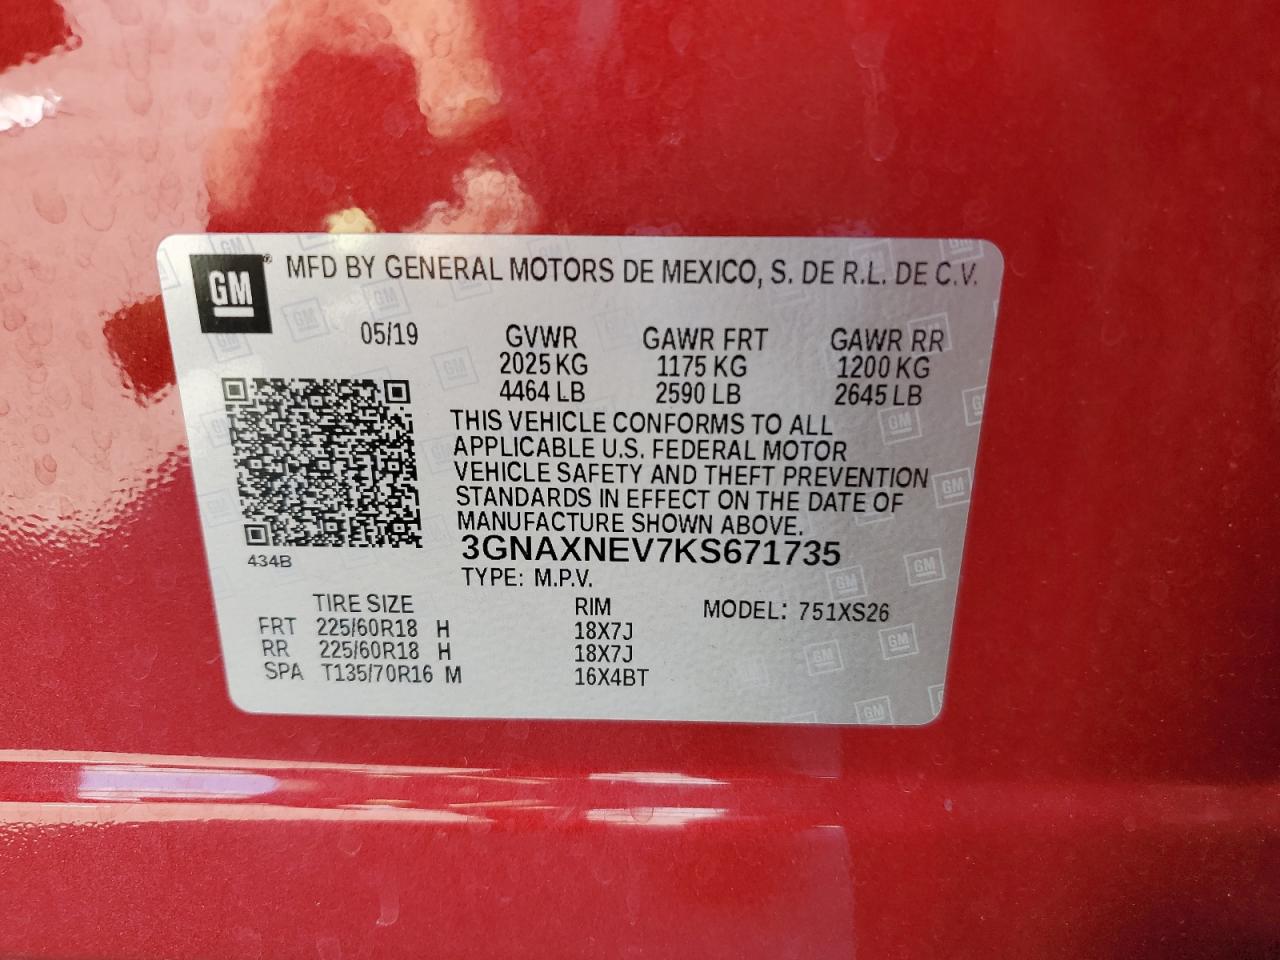 GM
MFD BY GENERAL MOTORS DE MEXICO, S. DE R.L. DE C.V.
05/19 GVWR GAWR FRT GAWR RR
2025 KG 1175 KG 1200 KG
4464 LB 2590 LB 2645 LB
THIS VEHICLE CONFORMS TO ALL
APPLICABLE U.S. FEDERAL MOTOR
VEHICLE SAFETY AND THEFT PREVENTION
STANDARDS IN EFFECT ON THE DATE OF
MANUFACTURE SHOWN ABOVE.
3GNAXNEV7KS671735
434B
TYPE: M.P.V.
TIRE SIZE RIM MODEL: 751XS26
FRT 225/60R18 H 18X7J
RR 225/60R18 H 18X7J
SPA T135/70R16 M 16X4BT